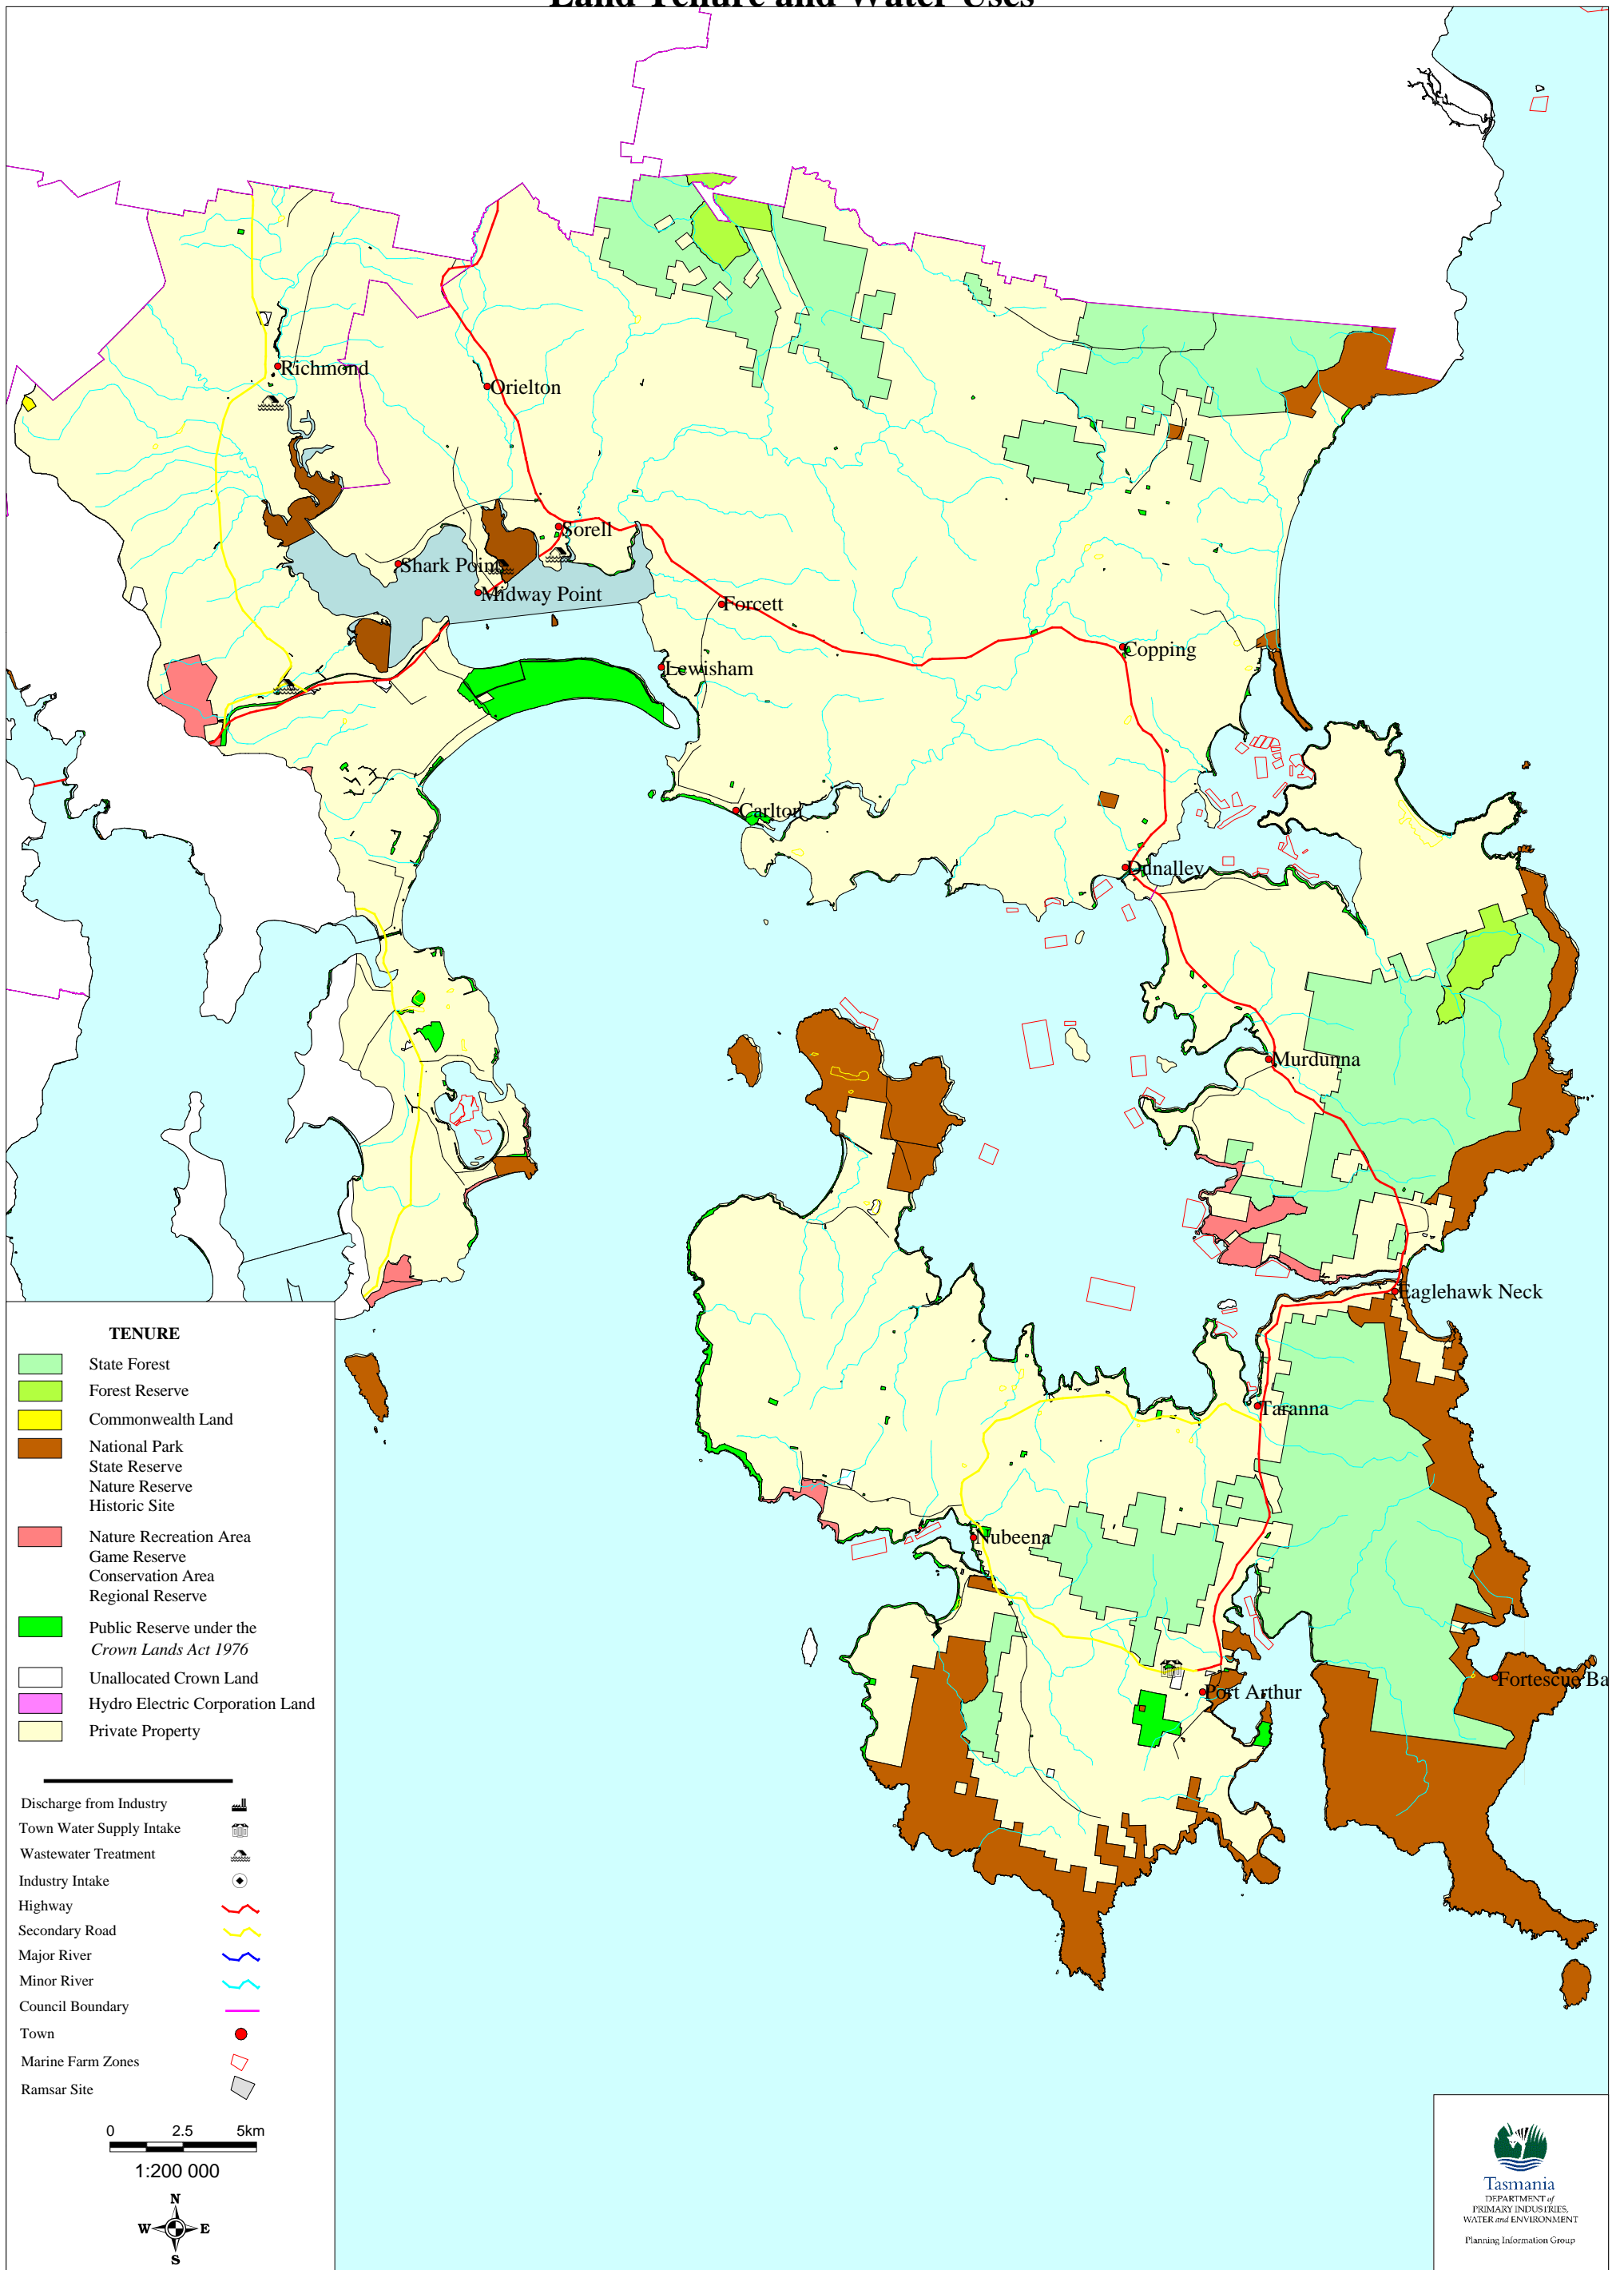 Land Tenure and Water Uses
Richmond
Orielton
Sorell
Shark Point
Midway Point
Forcett
Copping
Lewisham
Carlton
Dunalley
Murdunna
Eaglehawk Neck
Taranna
Nubeena
Port Arthur
Fortescue Ba
TENURE
State Forest
Forest Reserve
Commonwealth Land
National Park
State Reserve
Nature Reserve
Historic Site
Nature Recreation Area
Game Reserve
Conservation Area
Regional Reserve
Public Reserve under the
Crown Lands Act 1976
Unallocated Crown Land
Hydro Electric Corporation Land
Private Property
Discharge from Industry
Town Water Supply Intake
Wastewater Treatment
Industry Intake
Highway
Secondary Road
Major River
Minor River
Council Boundary
Town
Marine Farm Zones
Ramsar Site
0 2.5 5km
1:200 000
N
W E
S
Tasmania
DEPARTMENT of
PRIMARY INDUSTRIES,
WATER and ENVIRONMENT
Planning Information Group